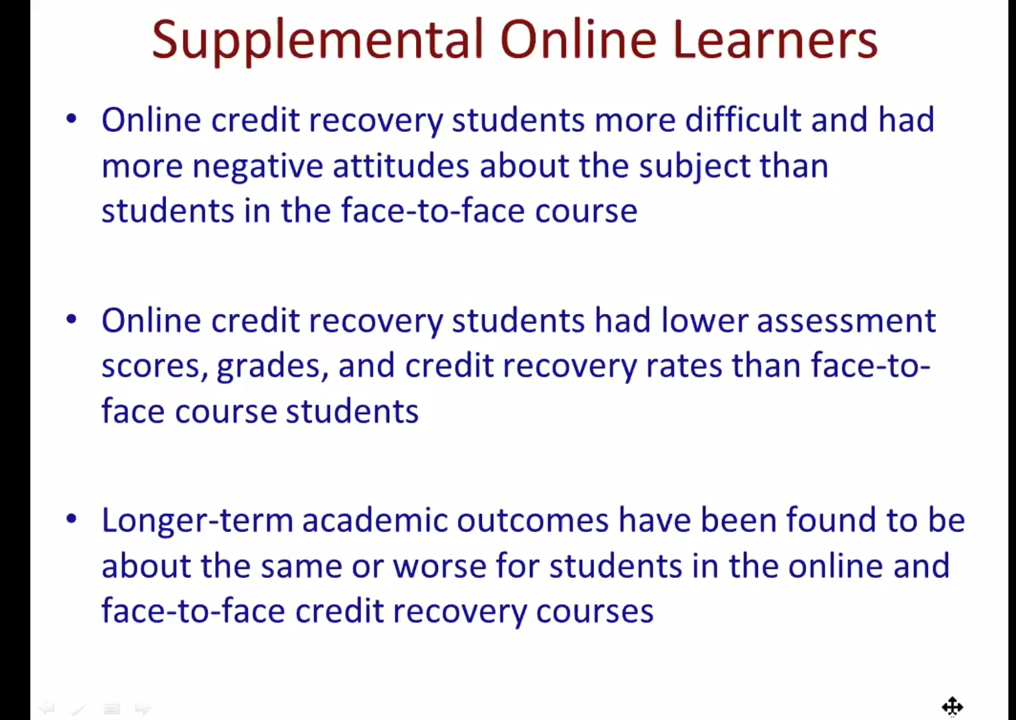 Supplemental Online Learners
• Online credit recovery students more difficult and had
more negative attitudes about the subject than
students in the face-to-face course
• Online credit recovery students had lower assessment
scores, grades, and credit recovery rates than face-to-
face course students
• Longer-term academic outcomes have been found to be
about the same or worse for students in the online and
face-to-face credit recovery courses